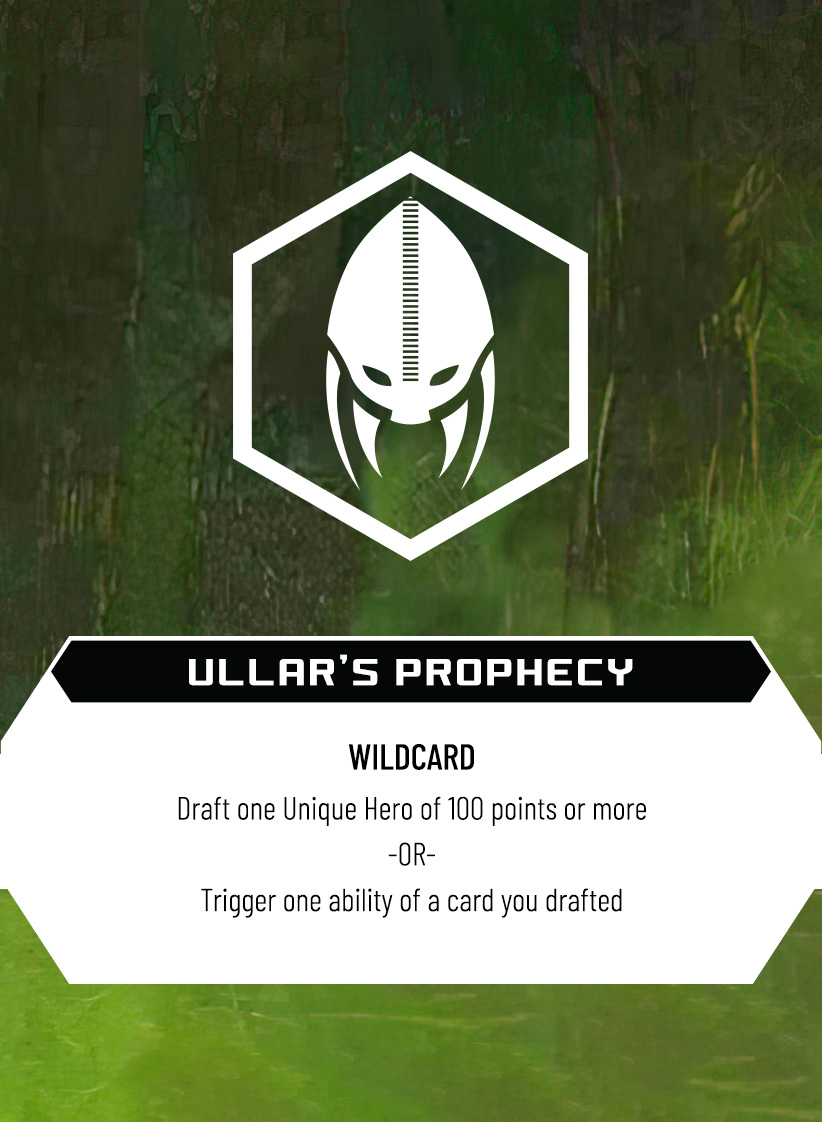 ULLAR'S PROPHECY
WILDCARD
Draft one Unique Hero of 100 points or more
-OR-
Trigger one ability of a card you drafted